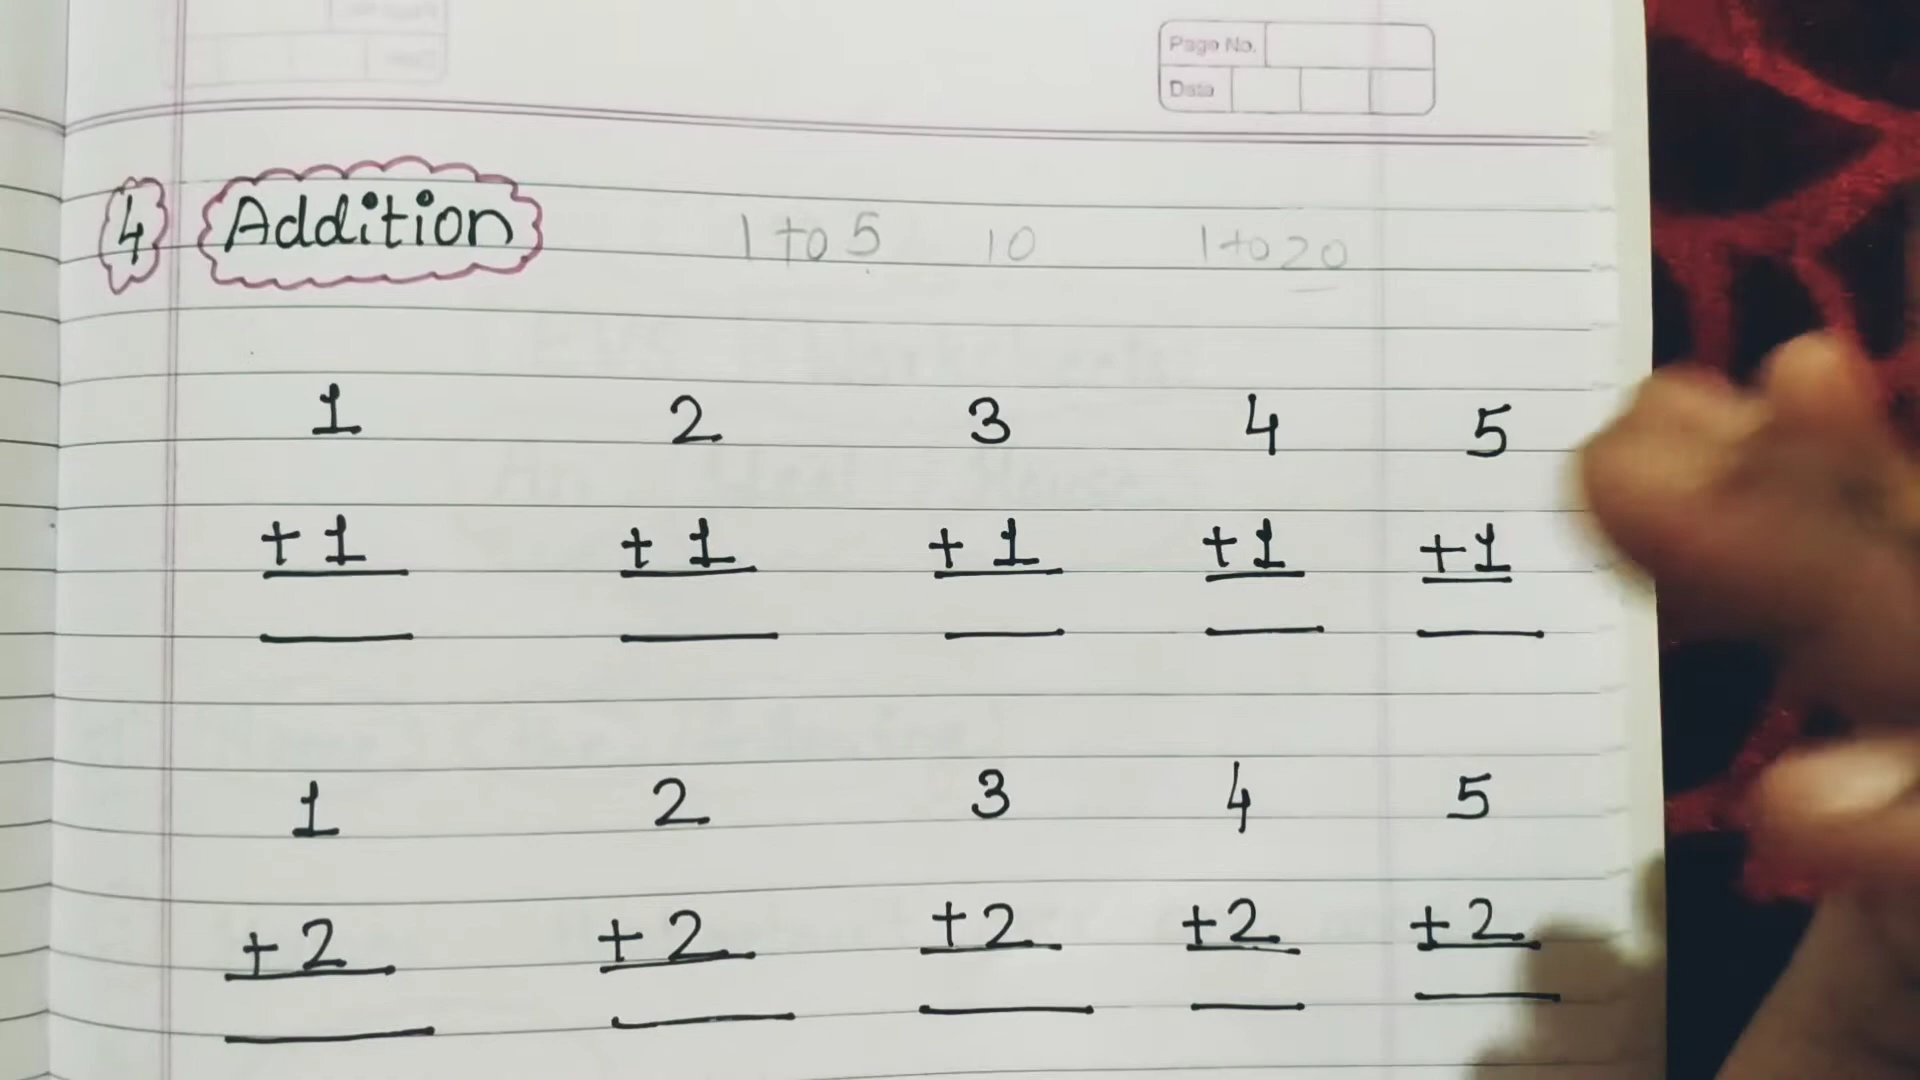 Page No.
Date
4 Addition 1 to 5 10 1 to 20
1 2 3 4 5
+1 +1 +1 +1 +1
1 2 3 4 5
+2 +2 +2 +2 +2